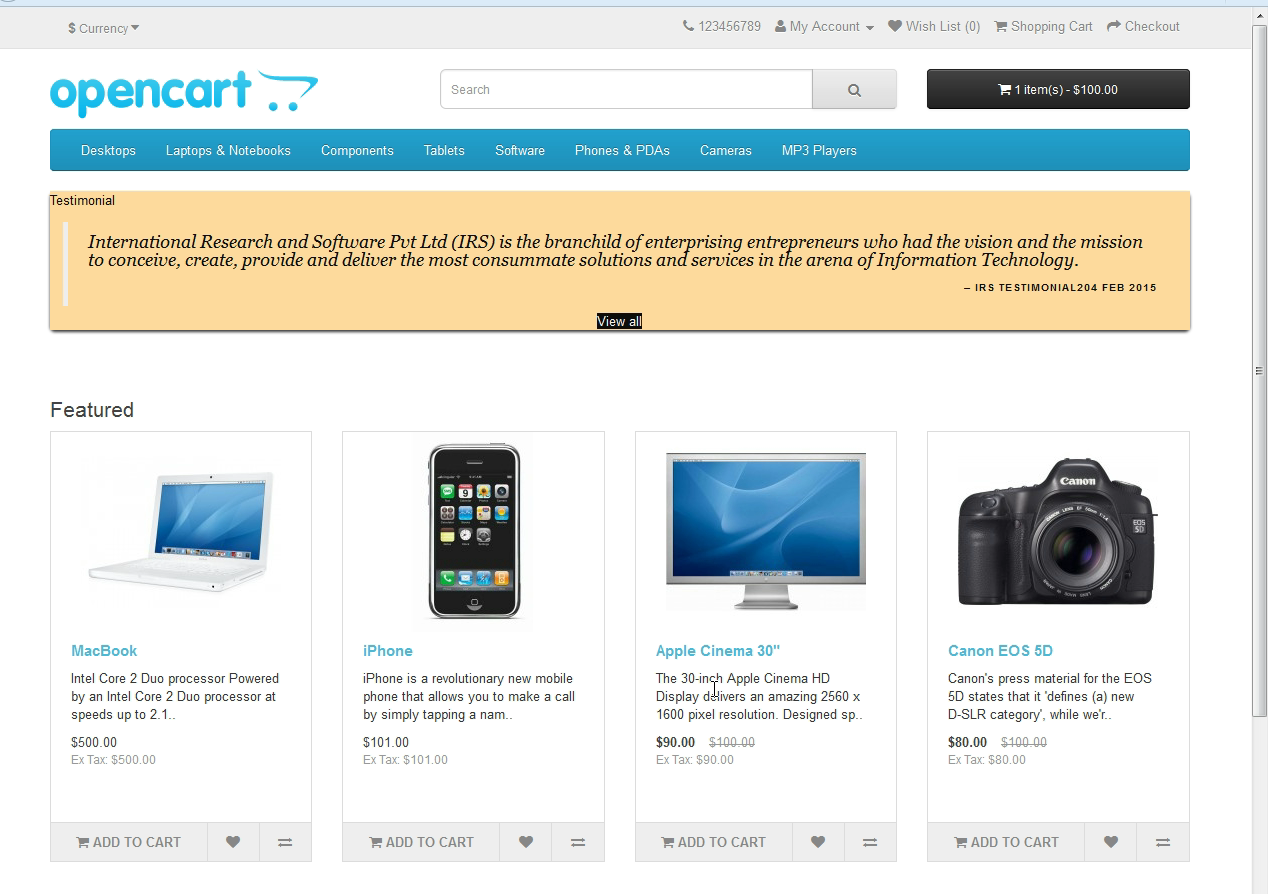 $ Currency
123456789 My Account Wish List (0) Shopping Cart Checkout
opencart
Search
1 item(s) - $100.00
Desktops Laptops & Notebooks Components Tablets Software Phones & PDAs Cameras MP3 Players
Testimonial
International Research and Software Pvt Ltd (IRS) is the branchild of enterprising entrepreneurs who had the vision and the mission
to conceive, create, provide and deliver the most consummate solutions and services in the arena of Information Technology.
– IRS TESTIMONIAL204 FEB 2015
View all
Featured
MacBook
Intel Core 2 Duo processor Powered
by an Intel Core 2 Duo processor at
speeds up to 2.1..
$500.00
Ex Tax: $500.00
ADD TO CART
iPhone
iPhone is a revolutionary new mobile
phone that allows you to make a call
by simply tapping a nam..
$101.00
Ex Tax: $101.00
ADD TO CART
Apple Cinema 30"
The 30-inch Apple Cinema HD
Display delivers an amazing 2560 x
1600 pixel resolution. Designed sp..
$90.00 $100.00
Ex Tax: $90.00
ADD TO CART
Canon
EOS
5D
Canon EOS 5D
Canon's press material for the EOS
5D states that it 'defines (a) new
D-SLR category', while we'r..
$80.00 $100.00
Ex Tax: $80.00
ADD TO CART